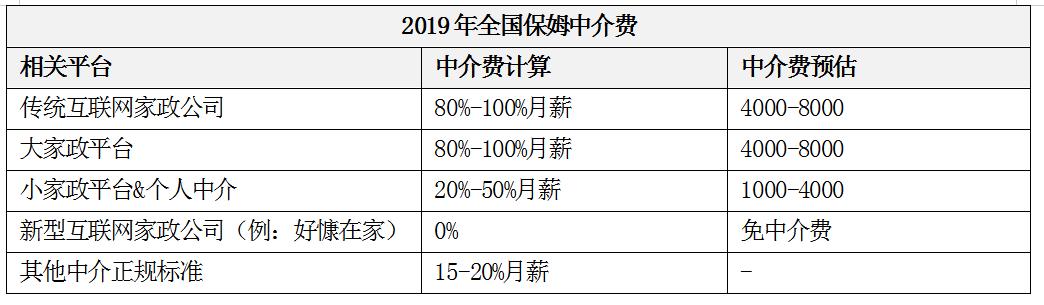 2019年全国保姆中介费
相关平台 中介费计算 中介费预估
传统互联网家政公司 80%-100%月薪 4000-8000
大家政平台 80%-100%月薪 4000-8000
小家政平台&个人中介 20%-50%月薪 1000-4000
新型互联网家政公司（例：好慷在家） 0% 免中介费
其他中介正规标准 15-20%月薪 -